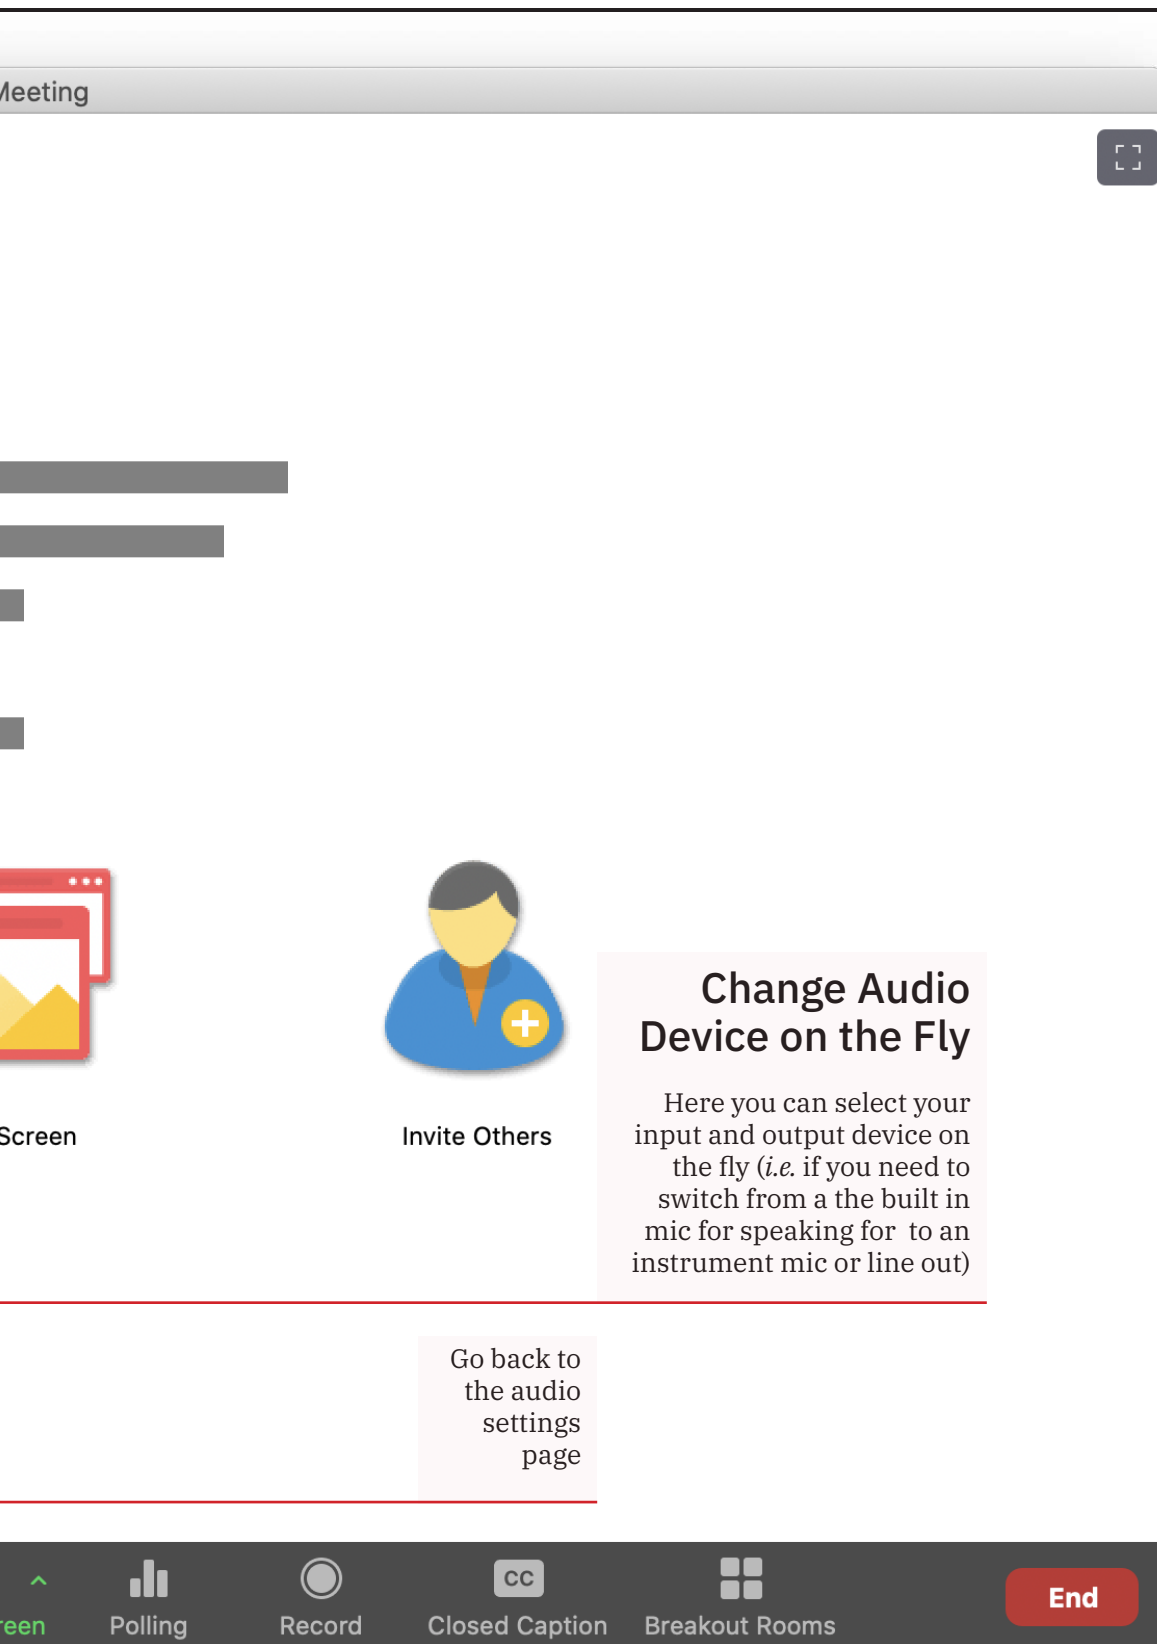 Meeting
Screen
Invite Others
Change Audio
Device on the Fly
Here you can select your
input and output device on
the fly (i.e. if you need to
switch from a the built in
mic for speaking for  to an
instrument mic or line out)
Go back to
the audio
settings
page
reen
Polling
Record
CC
Closed Caption
Breakout Rooms
End